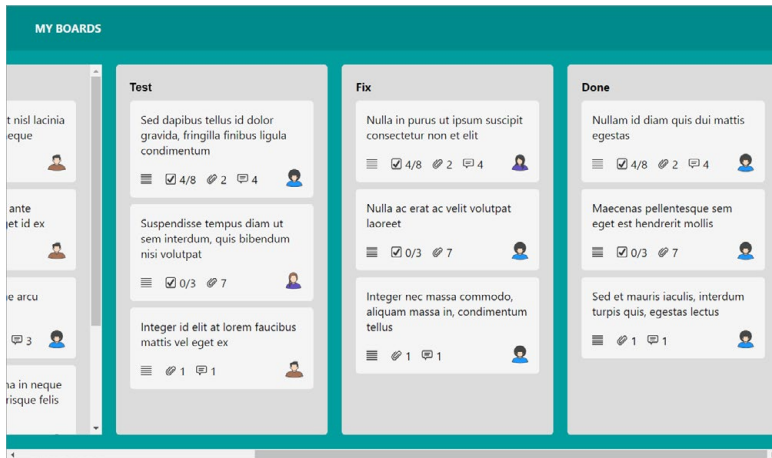 MY BOARDS
t nisl lacinia
eque
ante
get id ex
e arcu
3
na in neque
risque felis
Test
Sed dapibus tellus id dolor
gravida, fringilla finibus ligula
condimentum
4/8 2 4
Suspendisse tempus diam ut
sem interdum, quis bibendum
nisi volutpat
0/3 7
Integer id elit at lorem faucibus
mattis vel eget ex
1 1
Fix
Nulla in purus ut ipsum suscipit
consectetur non et elit
4/8 2 4
Nulla ac erat ac velit volutpat
laoreet
0/3 7
Integer nec massa commodo,
aliquam massa in, condimentum
tellus
1 1
Done
Nullam id diam quis dui mattis
egestas
4/8 2 4
Maecenas pellentesque sem
eget est hendrerit mollis
0/3 7
Sed et mauris iaculis, interdum
turpis quis, egestas lectus
1 1